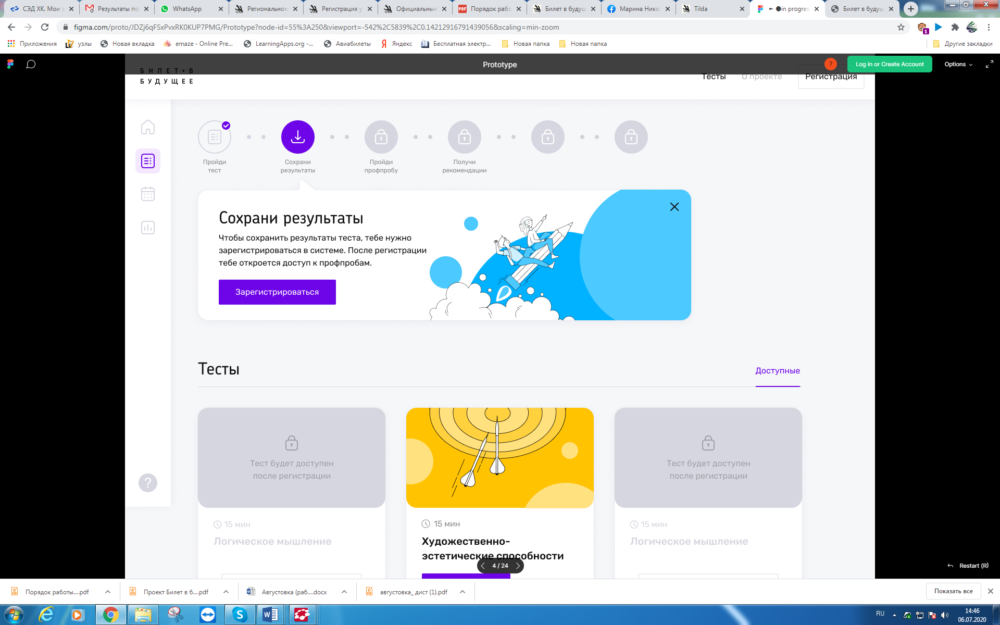 СЭД ХК. Мои з
Результаты по
WhatsApp
Региональном
Регистрация у
Официальные
PDF
Порядок рабо
Билет в будущ
Марина Нико
Tilda
in progres
Билет в будущ
figma.com/proto/JDZj6qFSxPvxRK0KUP7PMG/Prototype?node-id=55%3A250&viewport=-542%2C5839%2C0.14212916791439056&scaling=min-zoom
Приложения
узлы
Новая вкладка
emaze - Online Pre...
LearningApps.org -...
Авиабилеты
Яндекс
Бесплатная электр...
Новая папка
Новая папка
Другие закладки
Prototype
?
Log in or Create Account
Options
БИЛЕТ•В
БУДУЩЕЕ
Тесты
О проекте
Регистрация
Пройди
тест
Сохрани
результаты
Пройди
профпробу
Получи
рекомендации
Сохрани результаты
Чтобы сохранить результаты теста, тебе нужно
зарегистрироваться в системе. После регистрации
тебе откроется доступ к профпробам.
Зарегистрироваться
Тесты
Доступные
Тест будет доступен
после регистрации
Тест будет доступен
после регистрации
?
15 мин
Логическое мышление
15 мин
Художественно-
эстетические способности
15 мин
Логическое мышление
4 / 24
Restart (R)
Порядок работы....pdf
Проект Билет в б....pdf
Августовка (раб....docx
августовка_ дист (1).pdf
Показать все
RU
14:46
06.07.2020